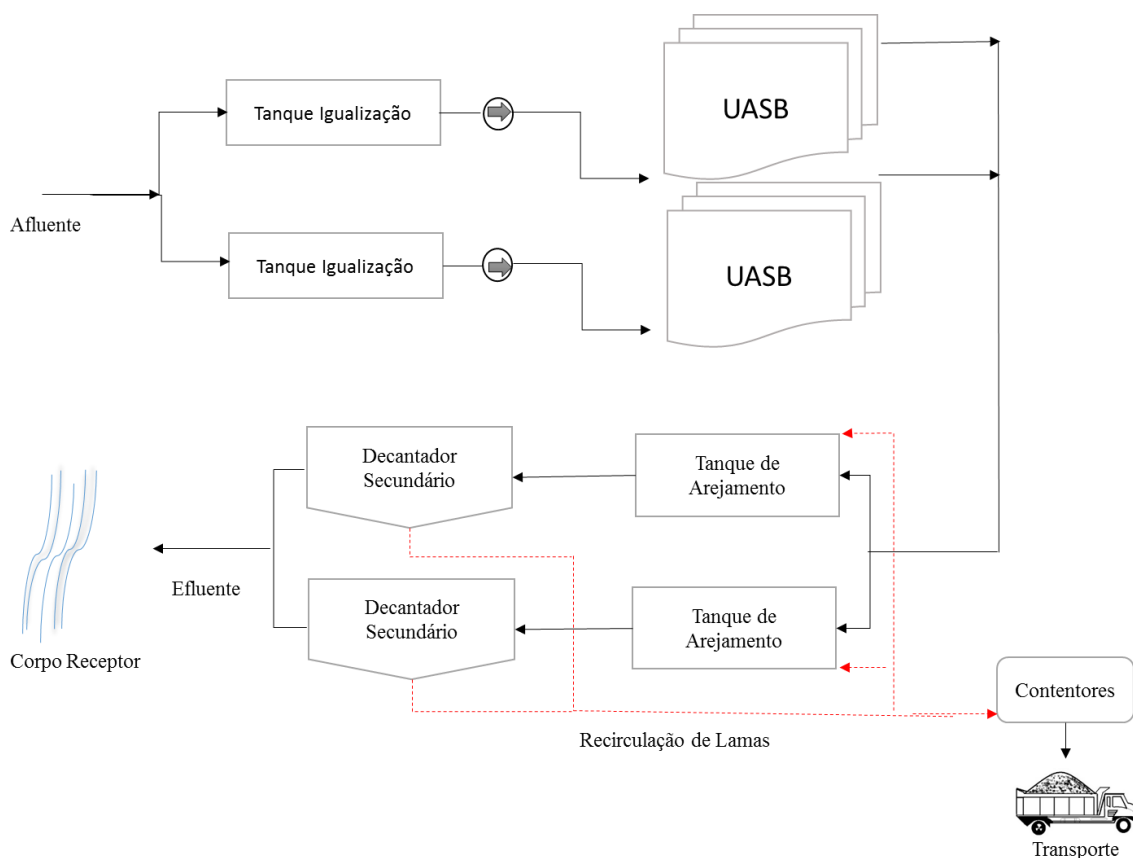 Tanque Igualização
UASB
Afluente
Tanque Igualização
UASB
Decantador
Secundário
Tanque de
Arejamento
Efluente
Decantador
Secundário
Tanque de
Arejamento
Corpo Receptor
Contentores
Recirculação de Lamas
Transporte